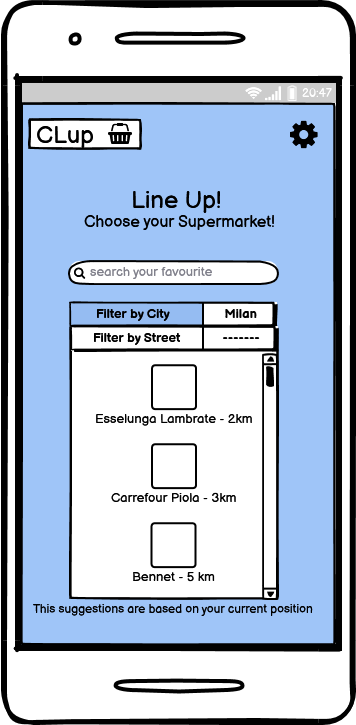 20:47
CLup
Line Up!
Choose your Supermarket!
search your favourite
Filter by City Milan
Filter by Street -------
Esselunga Lambrate - 2km
Carrefour Piola - 3km
Bennet - 5 km
This suggestions are based on your current position